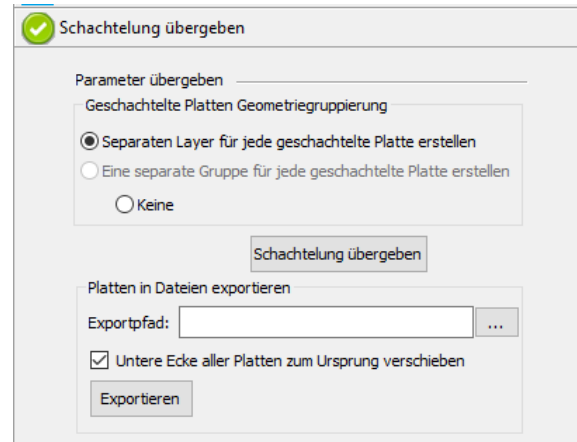 Schachtelung übergeben
Parameter übergeben
Geschachtelte Platten Geometriegruppierung
Separaten Layer für jede geschachtelte Platte erstellen
Eine separate Gruppe für jede geschachtelte Platte erstellen
Keine
Schachtelung übergeben
Platten in Dateien exportieren
Exportpfad:
...
Untere Ecke aller Platten zum Ursprung verschieben
Exportieren